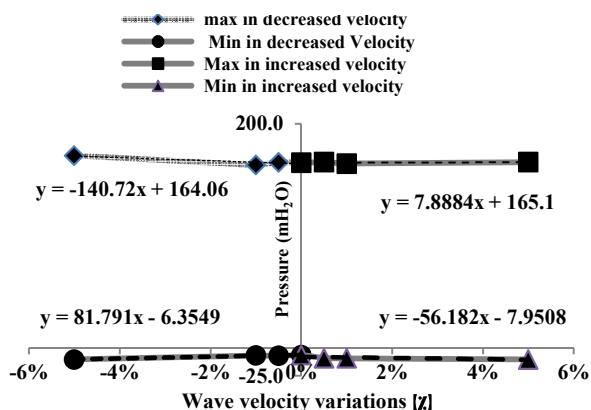 max in decreased velocity
Min in decreased Velocity
Max in increased velocity
Min in increased velocity
200.0
y = -140.72x + 164.06
y = 7.8884x + 165.1
Pressure (mH2O)
y = 81.791x - 6.3549
y = -56.182x - 7.9508
-25.0
-6% -4% -2% 0% 2% 4% 6%
Wave velocity variations [χ]